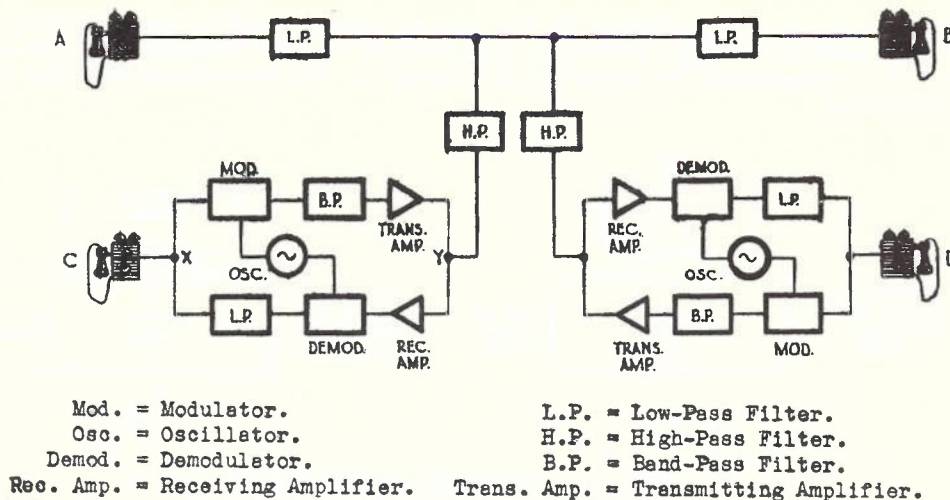 A
L.P.
L.P.
B
H.P.
H.P.
MOD.
B.P.
TRANS. AMP.
C
X
OSC.
Y
L.P.
DEMOD.
REC. AMP.
DEMOD.
L.P.
REC. AMP.
OSC.
D
B.P.
TRANS. AMP.
MOD.
Mod. = Modulator.
Osc. = Oscillator.
Demod. = Demodulator.
Rec. Amp. = Receiving Amplifier.
L.P. = Low-Pass Filter.
H.P. = High-Pass Filter.
B.P. = Band-Pass Filter.
Trans. Amp. = Transmitting Amplifier.